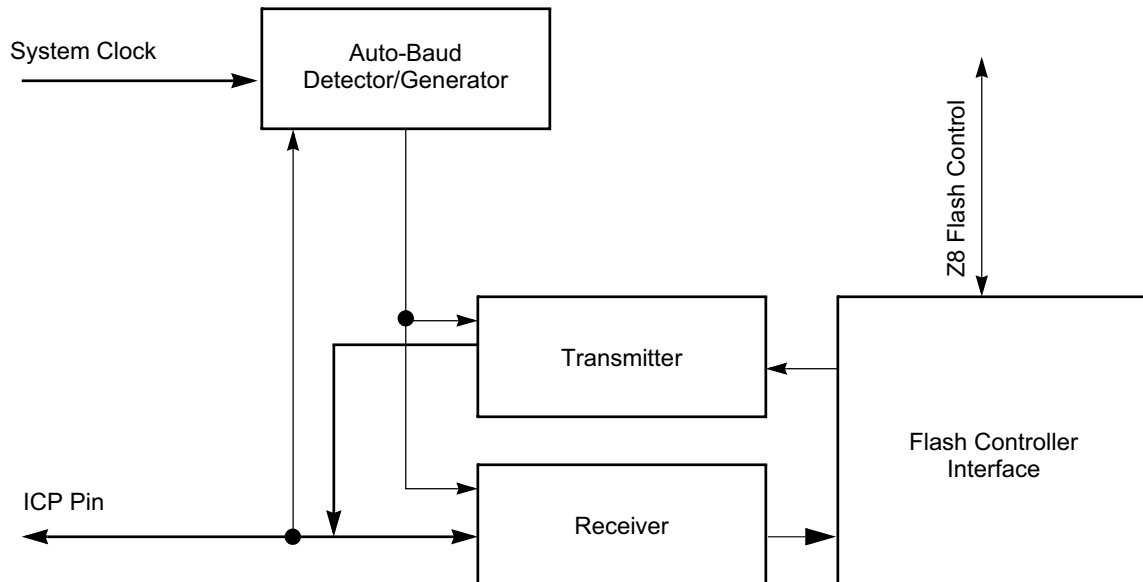 System Clock
Auto-Baud
Detector/Generator
Z8 Flash Control
Transmitter
Flash Controller
Interface
ICP Pin
Receiver